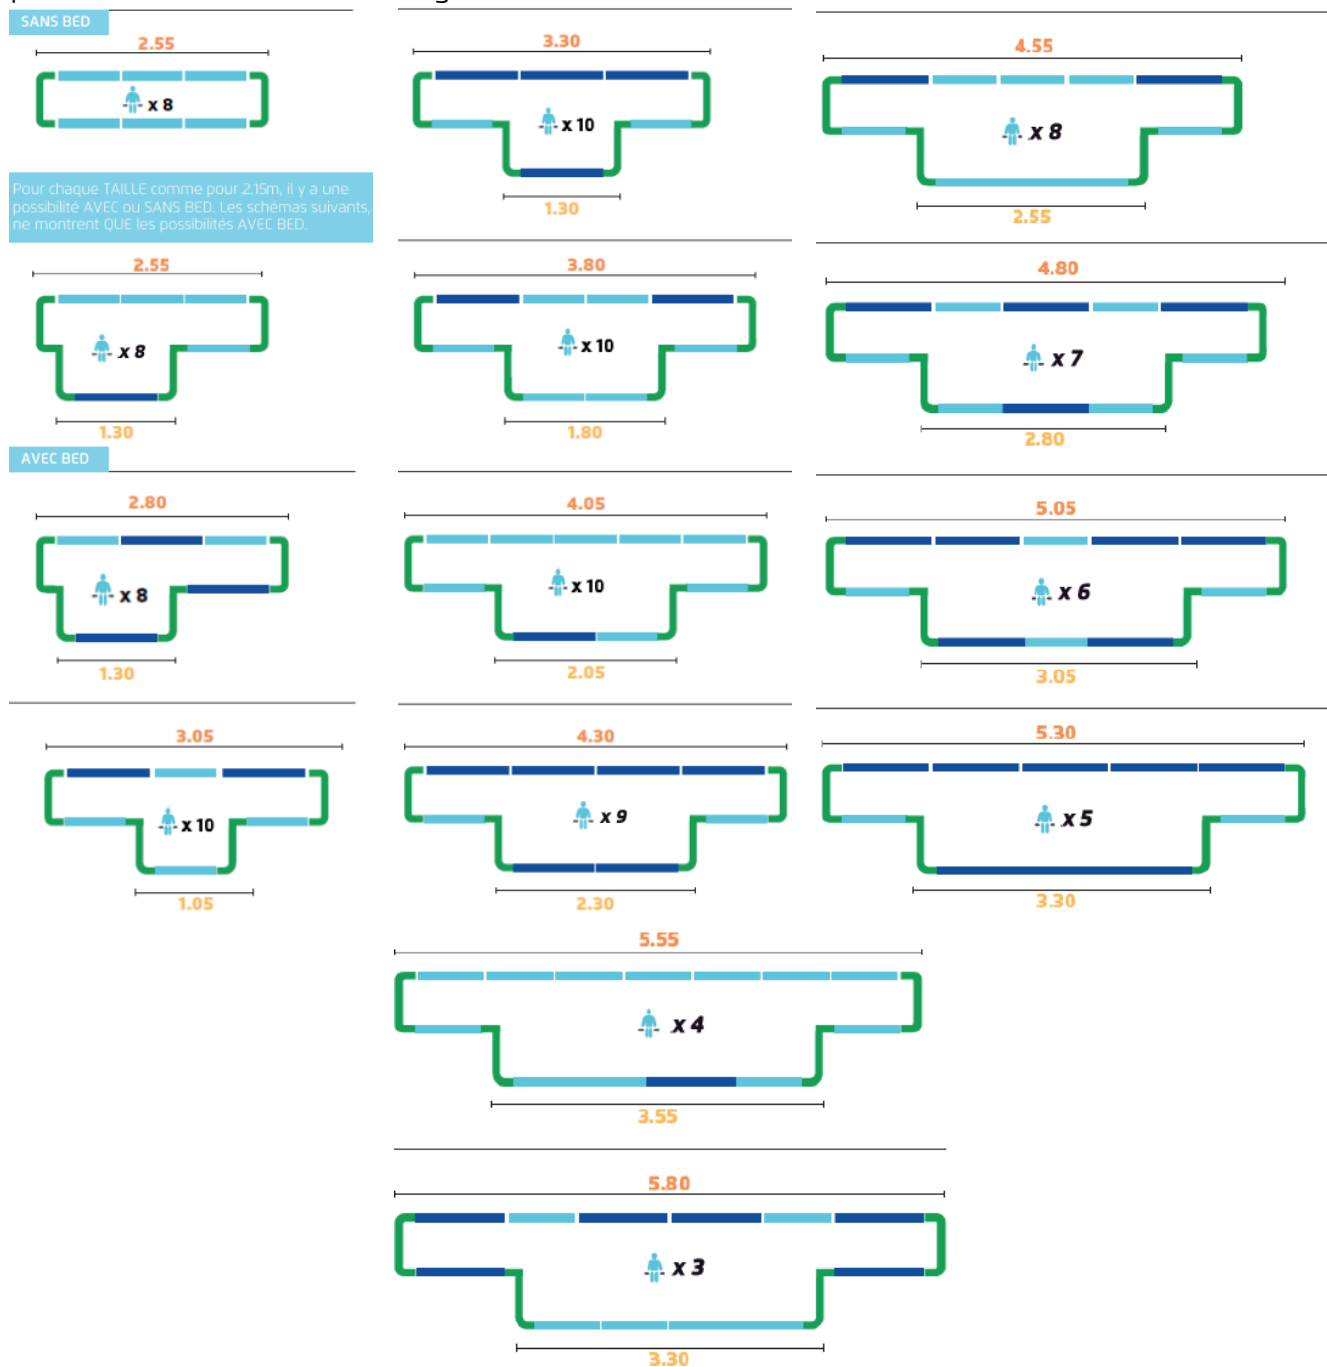 SANS BED
2.55
x 8
Pour chaque TAILLE comme pour 2.15m, il y a une
possibilité AVEC ou SANS BED. Les schémas suivants,
ne montrent QUE les possibilités AVEC BED.
2.55
x 8
1.30
AVEC BED
2.80
x 8
1.30
3.05
x 10
1.05
3.30
x 10
1.30
3.80
x 10
1.80
4.05
x 10
2.05
4.30
x 9
2.30
4.55
x 8
2.55
4.80
x 7
2.80
5.05
x 6
3.05
5.30
x 5
3.30
5.55
x 4
3.55
5.80
x 3
3.30